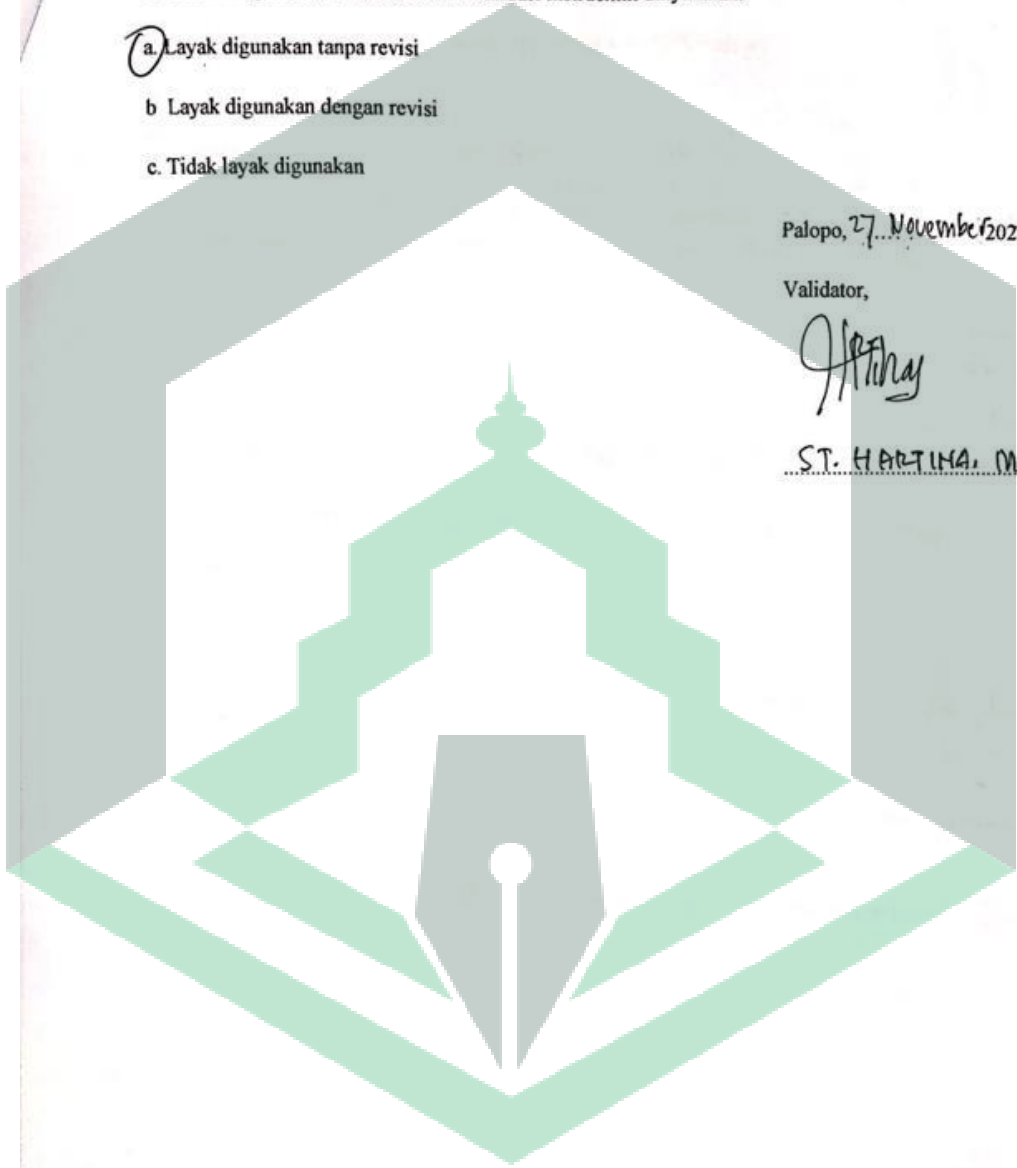 a. Layak digunakan tanpa revisi
b Layak digunakan dengan revisi
c. Tidak layak digunakan
Palopo, 27 November 202
Validator,
ST. HARTINA, M